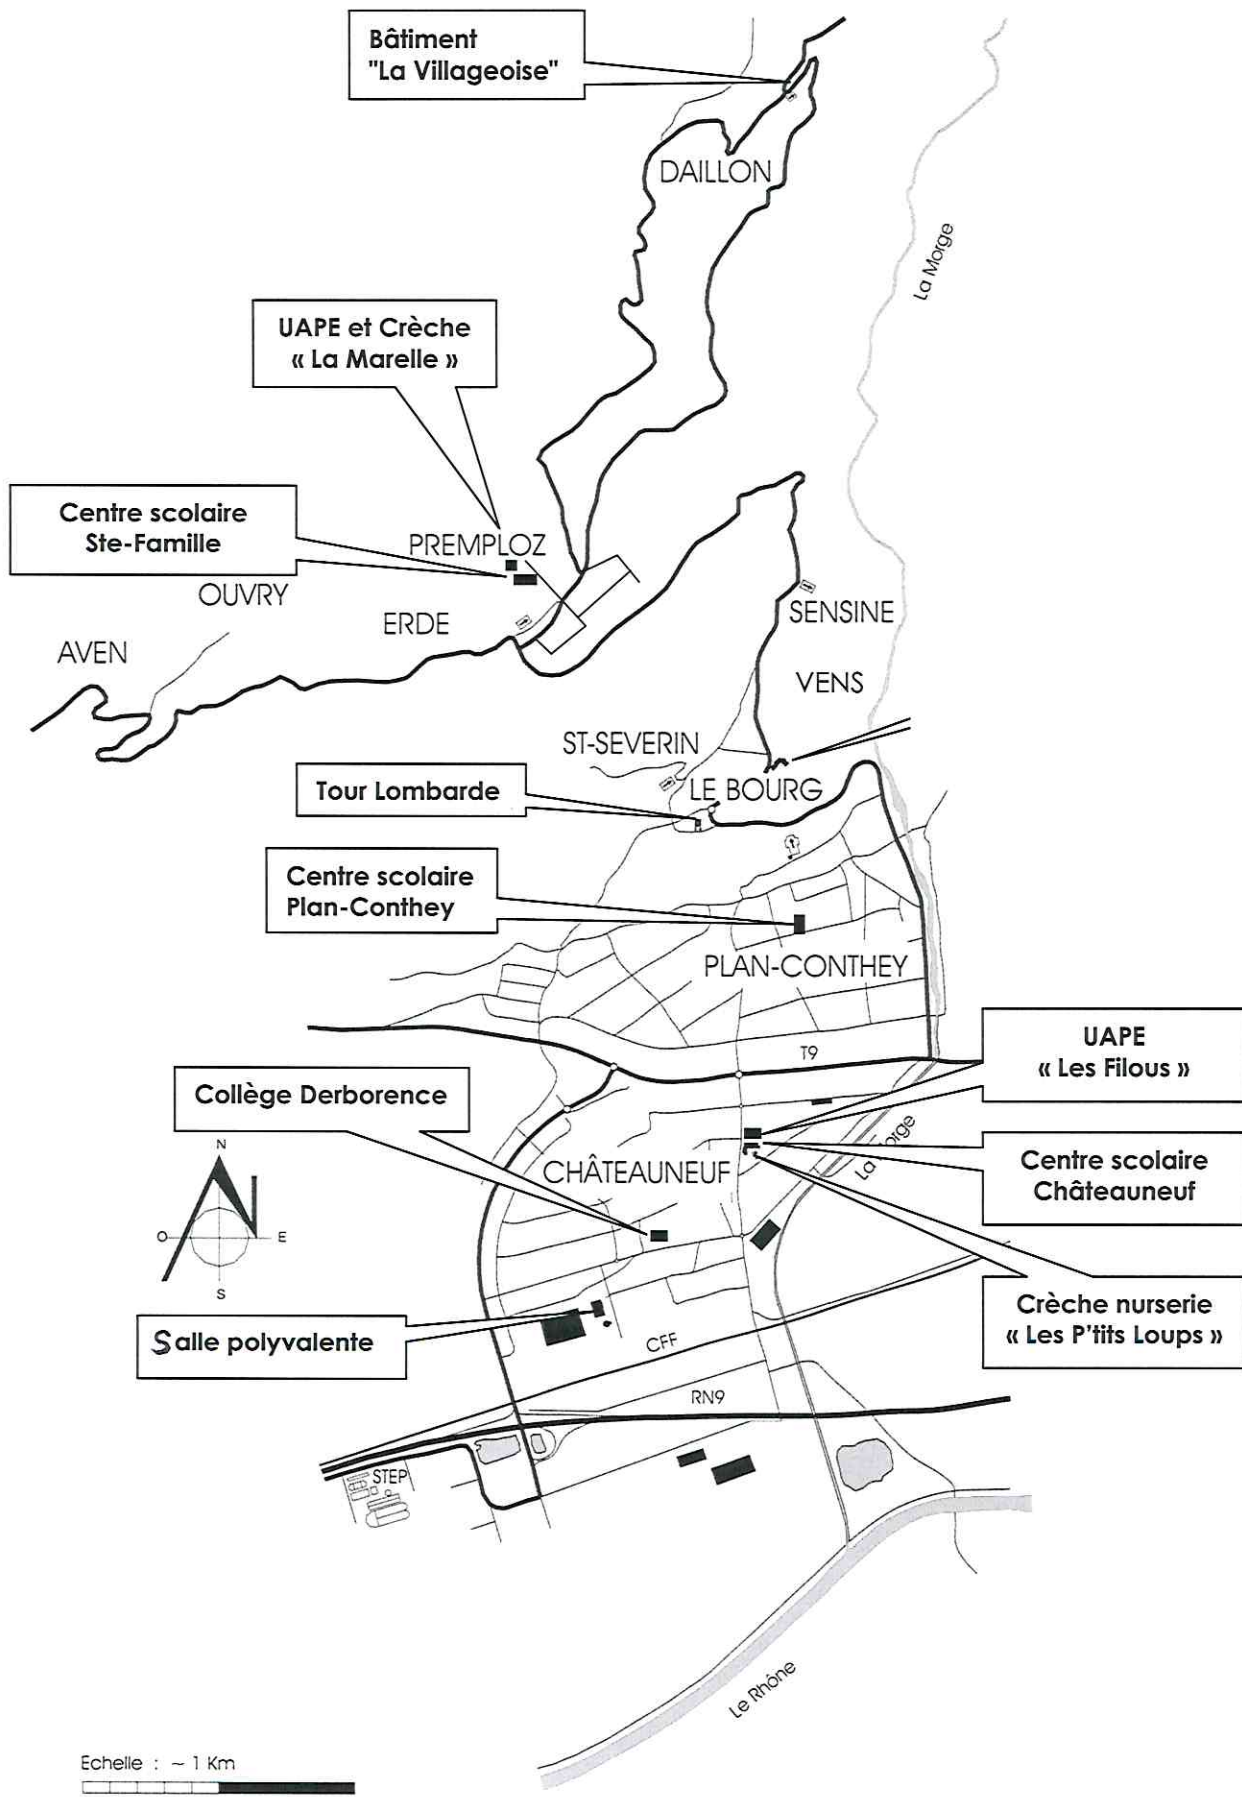 Bâtiment
"La Villageoise"
DAILLON
La Morge
UAPE et Crèche
« La Marelle »
Centre scolaire
Ste-Famille
PREMPLOZ
OUVRY
ERDE
AVEN
SENSINE
VENS
ST-SEVERIN
LE BOURG
Tour Lombarde
Centre scolaire
Plan-Conthey
PLAN-CONTHEY
T9
UAPE
« Les Filous »
Collège Derborence
La Morge
Centre scolaire
Châteauneuf
CHÂTEAUNEUF
N
O
E
S
Crèche nurserie
« Les P'tits Loups »
Salle polyvalente
CFF
RN9
STEP
Le Rhône
Echelle : ~ 1 Km